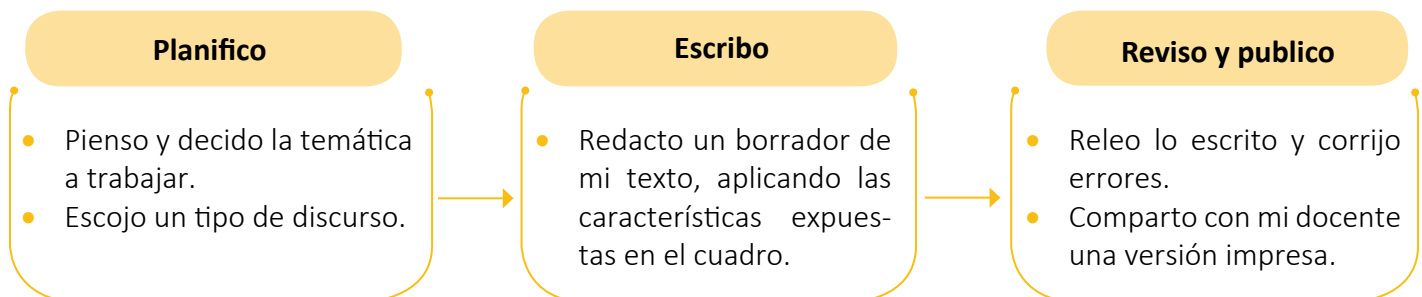 Planifico
• Pienso y decido la temática
a trabajar.
• Escojo un tipo de discurso.
Escribo
• Redacto un borrador de
mi texto, aplicando las
características expues-
tas en el cuadro.
Reviso y publico
• Releo lo escrito y corrijo
errores.
• Comparto con mi docente
una versión impresa.